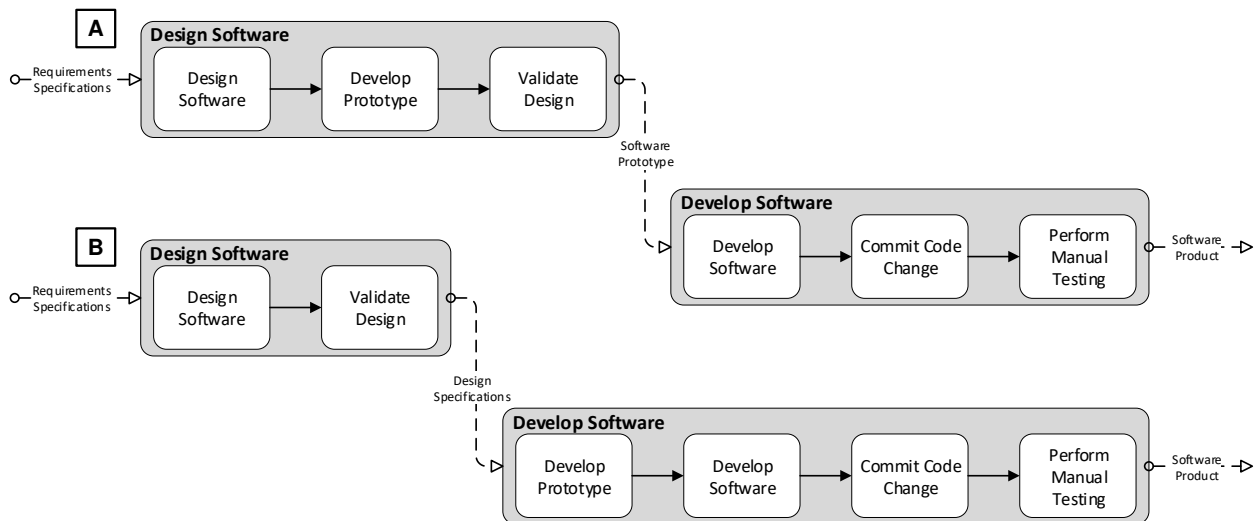 A
Design Software
Requirements
Specifications
Design
Software
Develop
Prototype
Validate
Design
Software
Prototype
Develop Software
Develop
Software
Commit Code
Change
Perform
Manual
Testing
Software
Product
B
Design Software
Requirements
Specifications
Design
Software
Validate
Design
Design
Specifications
Develop Software
Develop
Prototype
Develop
Software
Commit Code
Change
Perform
Manual
Testing
Software
Product